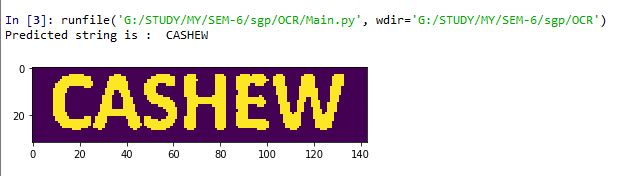 In [3]: runfile('G:/STUDY/MY/SEM-6/sgp/OCR/Main.py', wdir='G:/STUDY/MY/SEM-6/sgp/OCR')
Predicted string is :  CASHEW
0
CASHEW
20
0 20 40 60 80 100 120 140